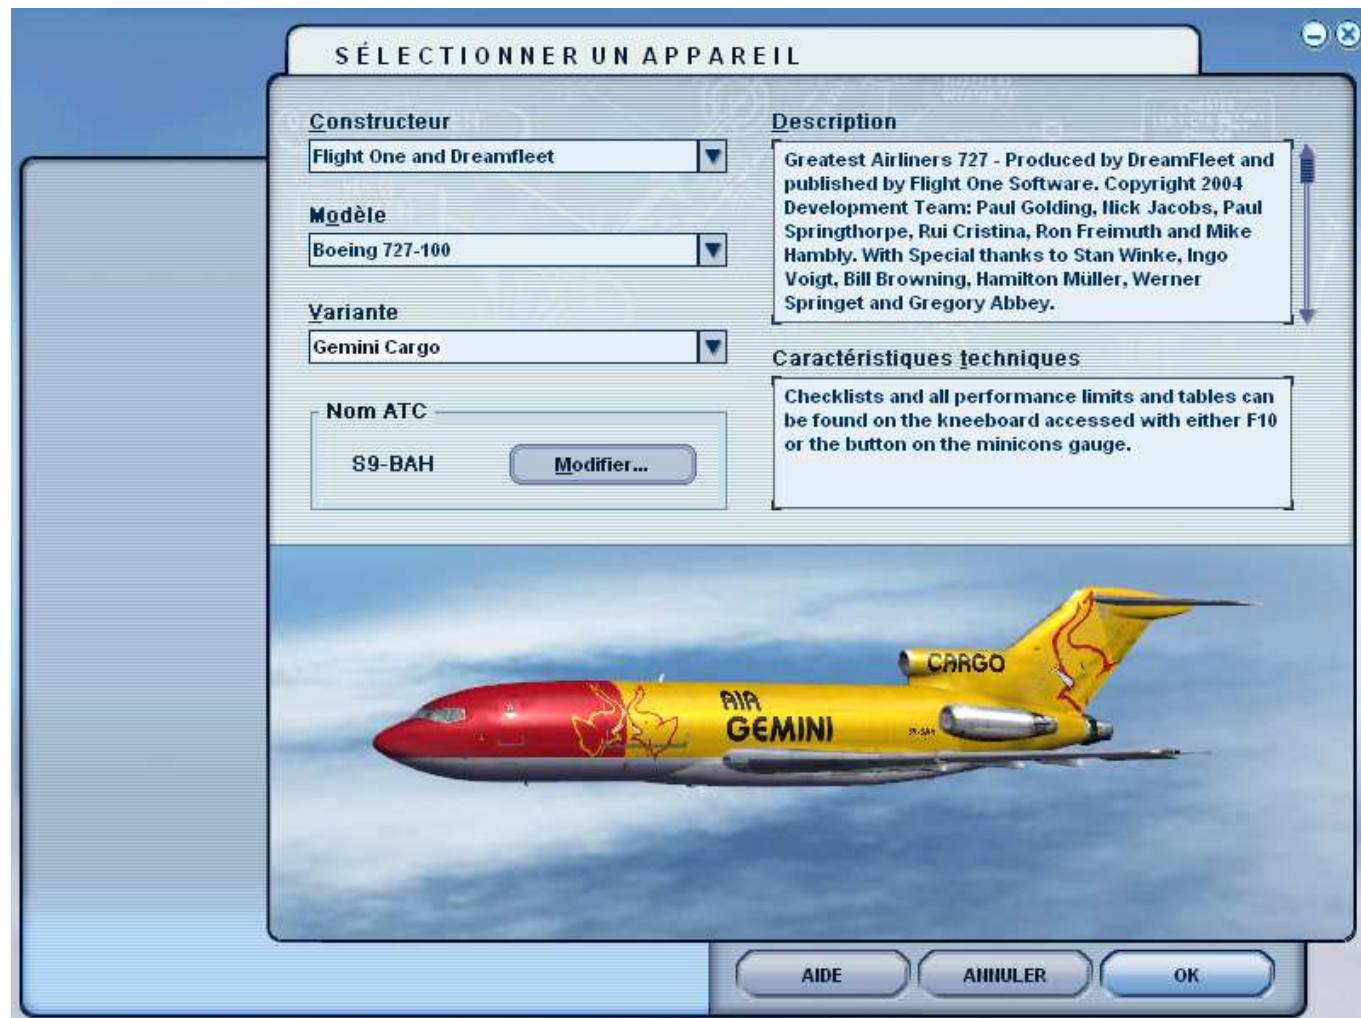 SÉLECTIONNER UN APPAREIL
Constructeur
Flight One and Dreamfleet
Modèle
Boeing 727-100
Variante
Gemini Cargo
Nom ATC
S9-BAH
Modifier...
Description
Greatest Airliners 727 - Produced by DreamFleet and
published by Flight One Software. Copyright 2004
Development Team: Paul Golding, Nick Jacobs, Paul
Springthorpe, Rui Cristina, Ron Freimuth and Mike
Hambly. With Special thanks to Stan Winke, Ingo
Voigt, Bill Browning, Hamilton Müller, Werner
Springet and Gregory Abbey.
Caractéristiques techniques
Checklists and all performance limits and tables can
be found on the kneeboard accessed with either F10
or the button on the minicons gauge.
CARGO
AIR
GEMINI
AIDE
ANNULER
OK